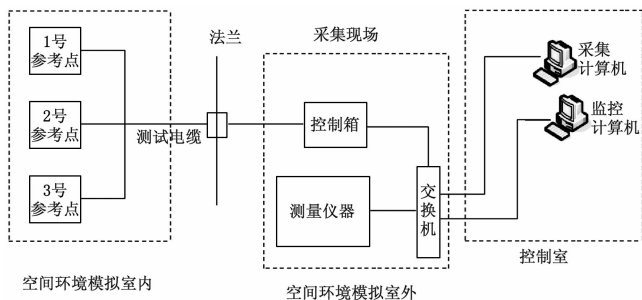 1号
参考点
2号
参考点
3号
参考点
测试电缆
空间环境模拟室内
法兰
采集现场
控制箱
测量仪器
交
换
机
空间环境模拟室外
采集
计算机
监控
计算机
控制室